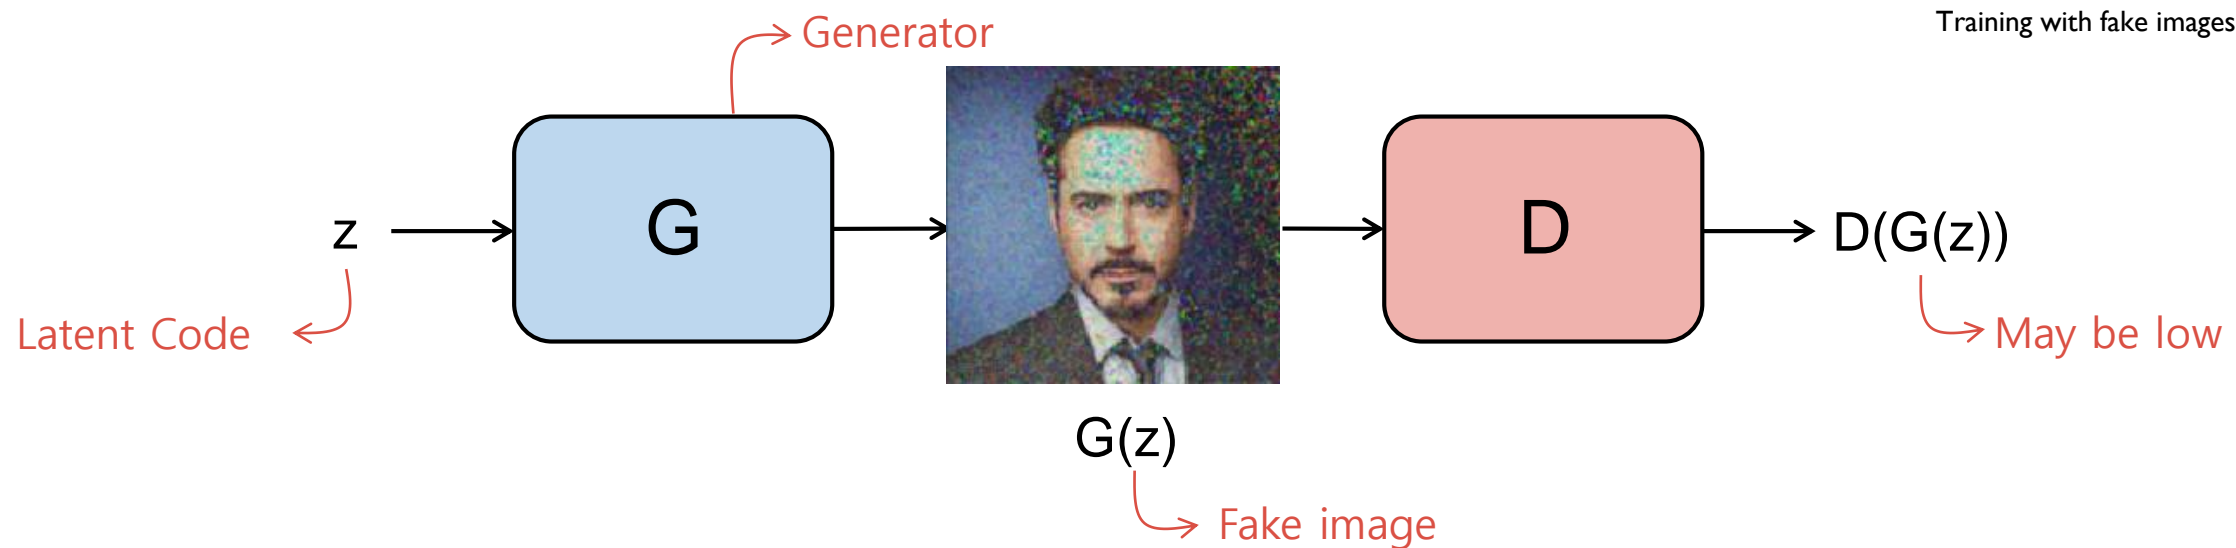 Training with fake images
Generator
z
G
D
D(G(z))
Latent Code
May be low
G(z)
Fake image